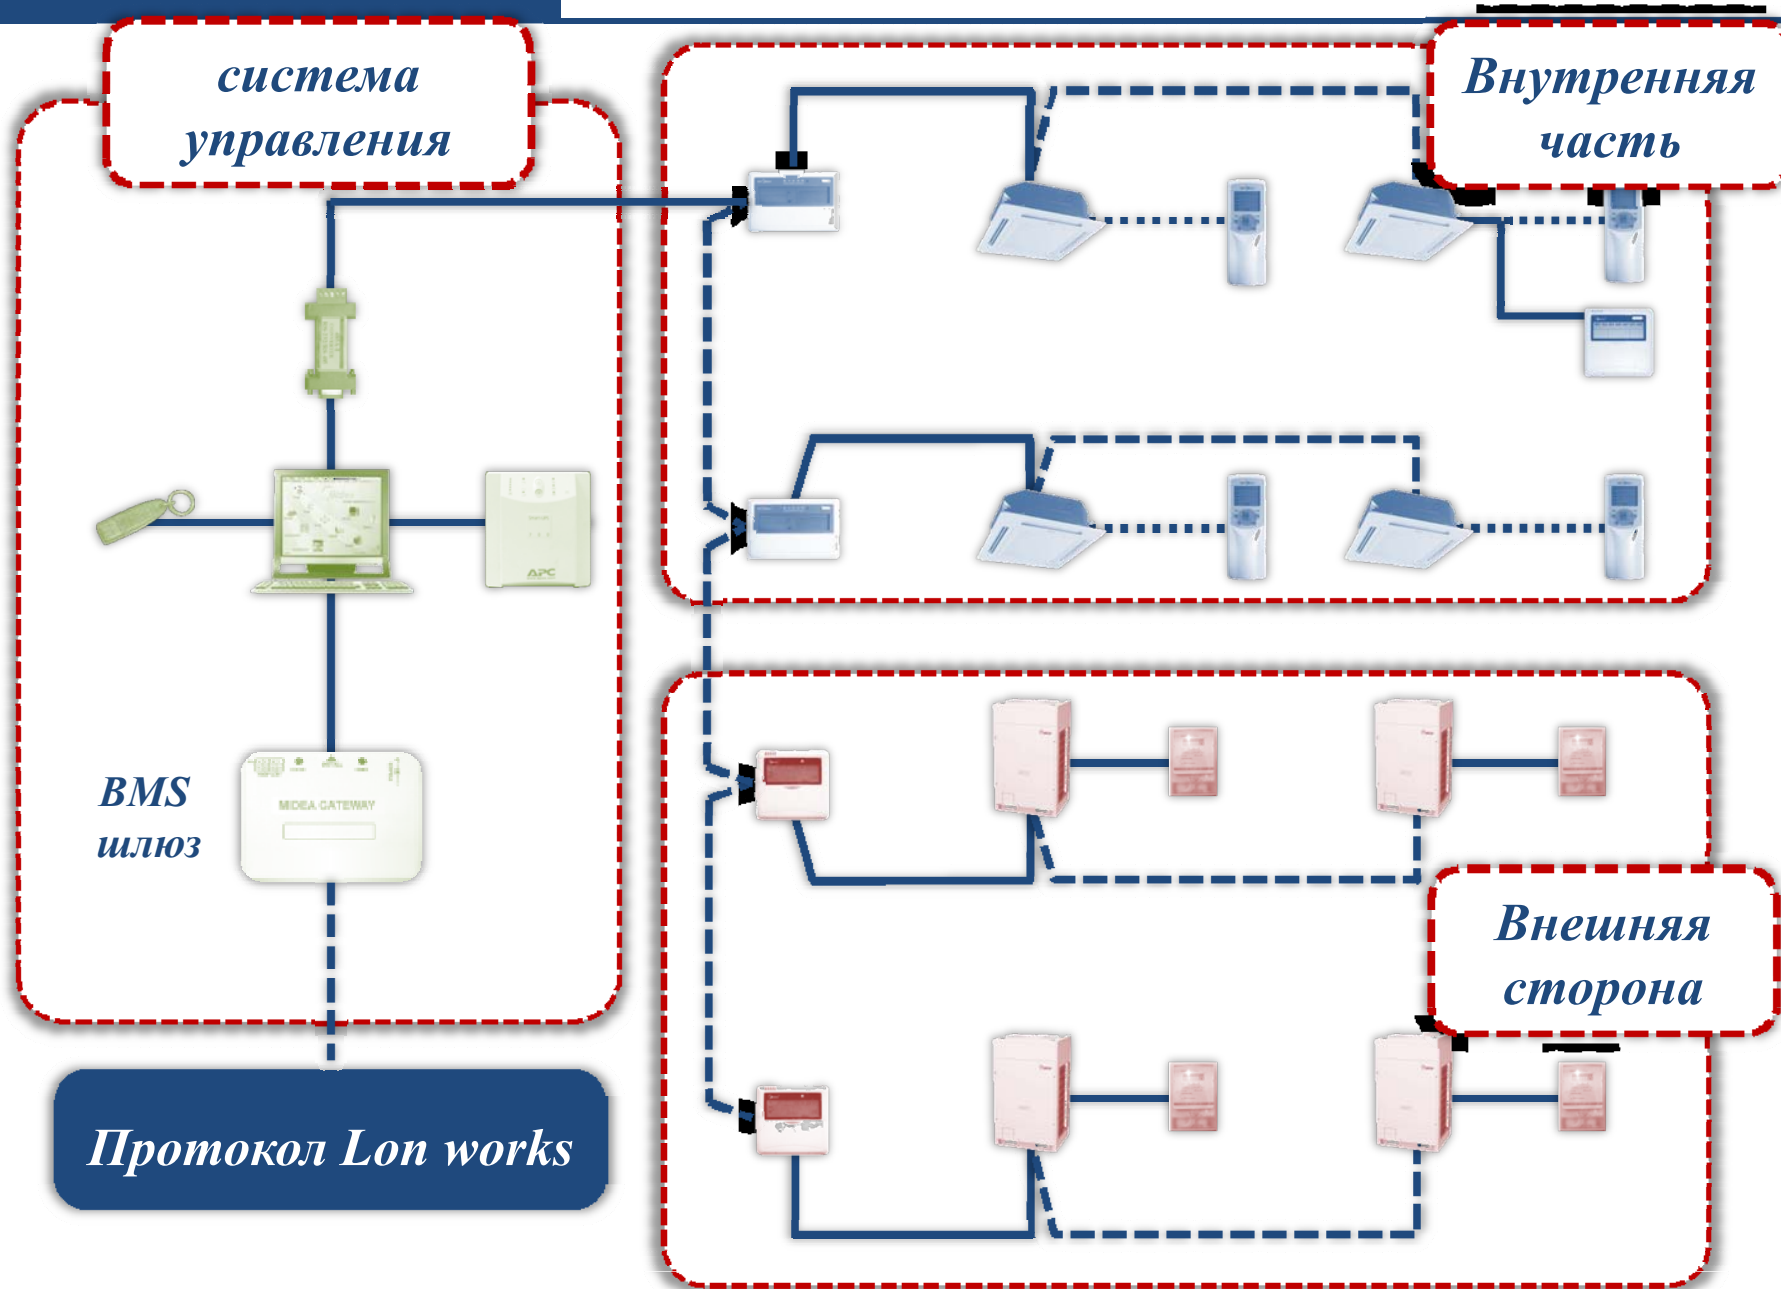 система
управления
Внутренняя
часть
APC
BMS
шлюз
MIDEA GATEWAY
Внешняя
сторона
Протокол Lon works